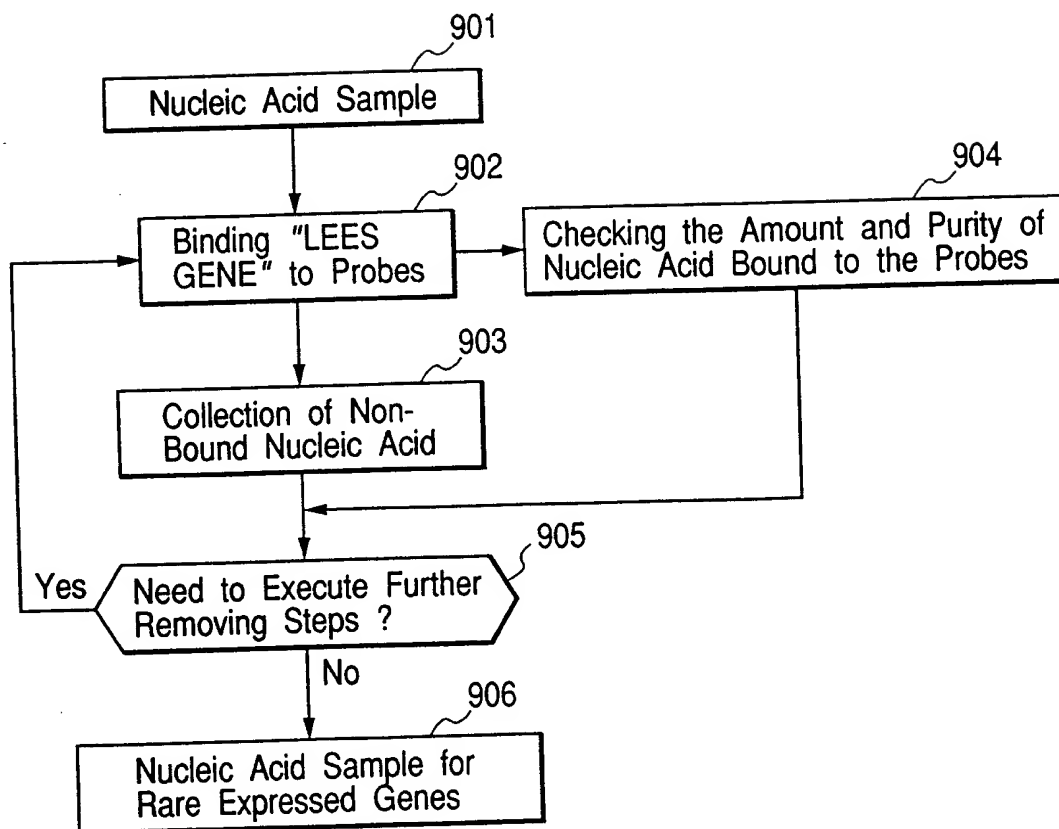 901
Nucleic Acid Sample
902
Binding "LEES
GENE" to Probes
904
Checking the Amount and Purity of
Nucleic Acid Bound to the Probes
903
Collection of Non-
Bound Nucleic Acid
905
Yes
Need to Execute Further
Removing Steps ?
No
906
Nucleic Acid Sample for
Rare Expressed Genes